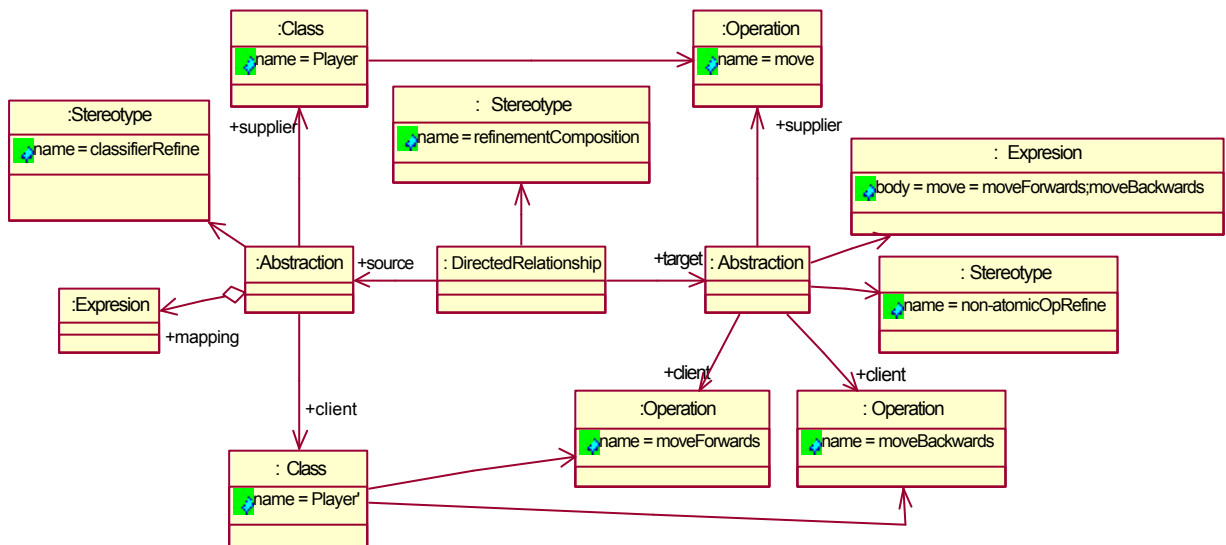 :Class
name = Player
:Operation
name = move
:Stereotype
name = classifierRefine
: Stereotype
name = refinementComposition
+supplier
+supplier
: Expresion
body = move = moveForwards;moveBackwards
:Abstraction
+source
: DirectedRelationship
+target
: Abstraction
: Stereotype
name = non-atomicOpRefine
:Expresion
+mapping
+client
+client
+client
:Operation
name = moveForwards
: Operation
name = moveBackwards
: Class
name = Player'